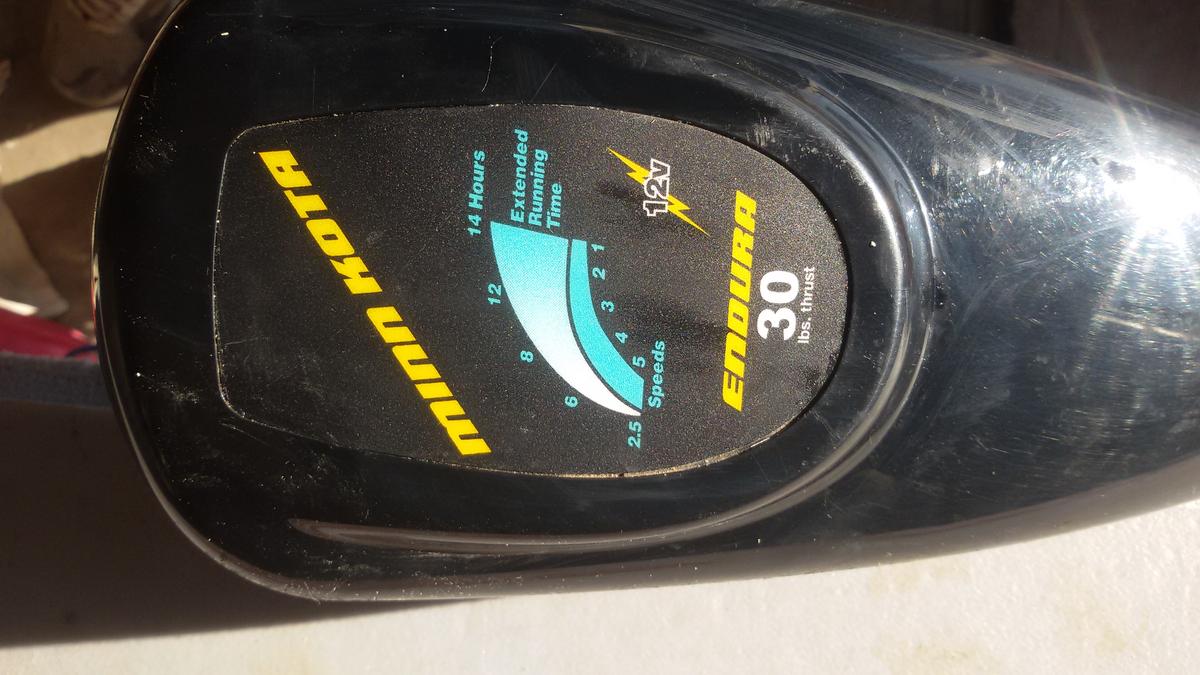 MINN KOTA
14 Hours
12
8
6
2.5
Extended
Running
Time
1
2
3
4
5
Speeds
12v
ENDURA
30
lbs. thrust